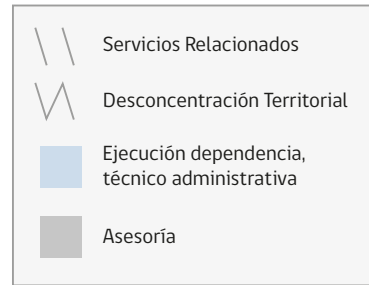 Servicios Relacionados
Desconcentración Territorial
Ejecución dependencia,
técnico administrativa
Asesoría